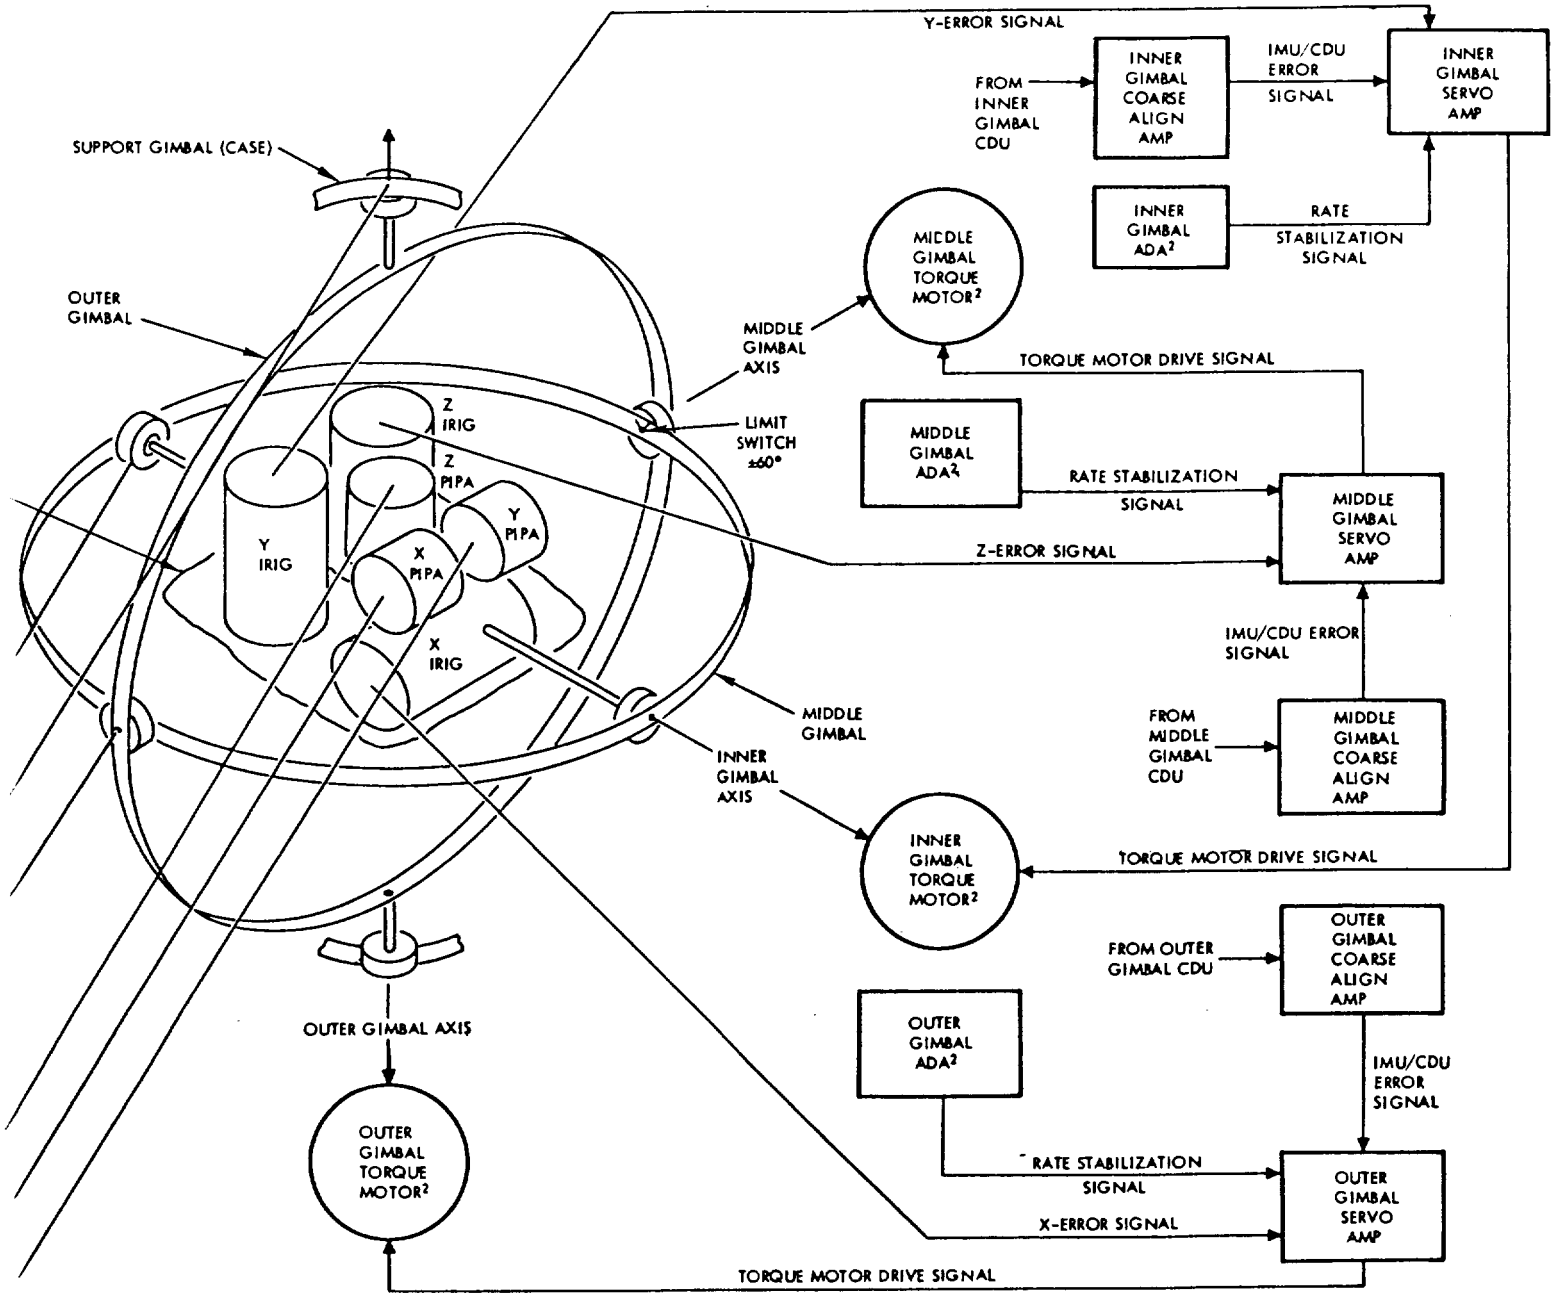 Y-ERROR SIGNAL
FROM
INNER
GIMBAL
CDU
INNER
GIMBAL
COARSE
ALIGN
AMP
IMU/CDU
ERROR
SIGNAL
INNER
GIMBAL
SERVO
AMP
SUPPORT GIMBAL (CASE)
INNER
GIMBAL
ADA²
RATE
STABILIZATION
SIGNAL
MIDDLE
GIMBAL
TORQUE
MOTOR²
OUTER
GIMBAL
MIDDLE
GIMBAL
AXIS
TORQUE MOTOR DRIVE SIGNAL
LIMIT
SWITCH
±60°
Z
IRIG
Z
PIPA
Y
PIPA
X
PIPA
Y
IRIG
X
IRIG
MIDDLE
GIMBAL
ADA²
RATE STABILIZATION
SIGNAL
MIDDLE
GIMBAL
SERVO
AMP
Z-ERROR SIGNAL
IMU/CDU ERROR
SIGNAL
MIDDLE
GIMBAL
INNER
GIMBAL
AXIS
FROM
MIDDLE
GIMBAL
CDU
MIDDLE
GIMBAL
COARSE
ALIGN
AMP
INNER
GIMBAL
TORQUE
MOTOR²
TORQUE MOTOR DRIVE SIGNAL
FROM OUTER
GIMBAL CDU
OUTER
GIMBAL
COARSE
ALIGN
AMP
OUTER GIMBAL AXIS
OUTER
GIMBAL
ADA²
IMU/CDU
ERROR
SIGNAL
OUTER
GIMBAL
TORQUE
MOTOR²
RATE STABILIZATION
SIGNAL
OUTER
GIMBAL
SERVO
AMP
X-ERROR SIGNAL
TORQUE MOTOR DRIVE SIGNAL